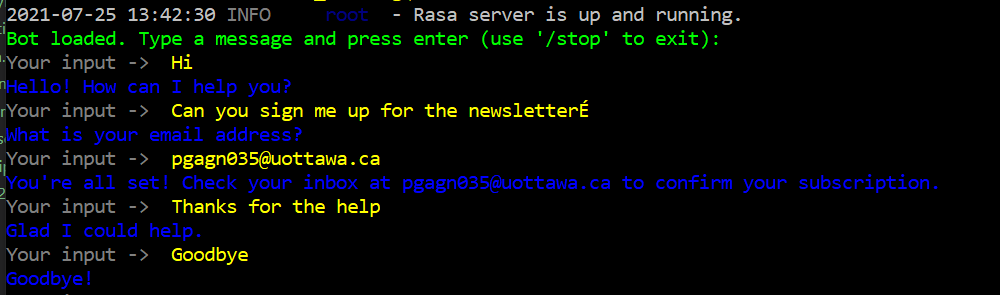 2021-07-25 13:42:30 INFO     root  - Rasa server is up and running.
Bot loaded. Type a message and press enter (use '/stop' to exit):
Your input ->  Hi
Hello! How can I help you?
Your input ->  Can you sign me up for the newsletterÉ
What is your email address?
Your input ->  pgagn035@uottawa.ca
You're all set! Check your inbox at pgagn035@uottawa.ca to confirm your subscription.
Your input ->  Thanks for the help
Glad I could help.
Your input ->  Goodbye
Goodbye!